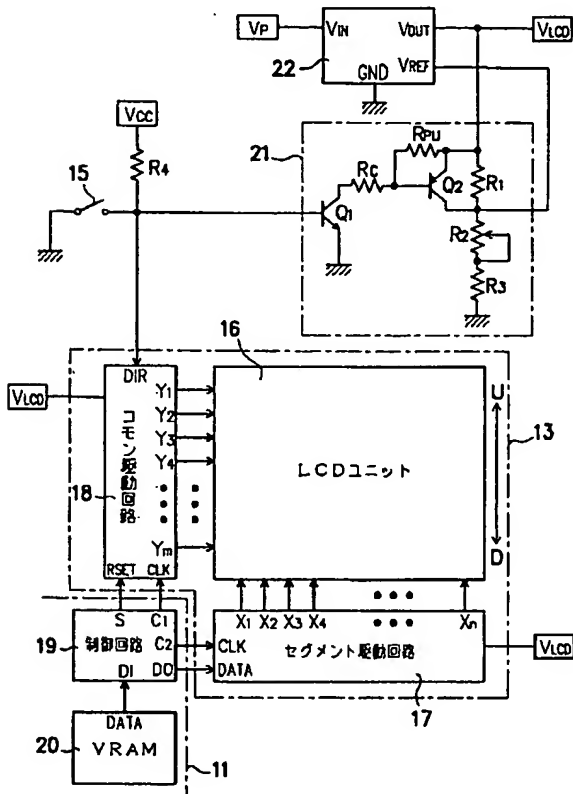 VP
VIN
VOUT
VLCD
VREF
GND
22
VCC
R4
15
21
RPU
RC
Q2
R1
Q1
R2
R3
16
DIR
VLCD
Y1
Y2
Y3
Y4
Ym
コモン駆動回路
18
RSET CLK
LCDユニット
U
D
13
X1 X2 X3 X4 Xn
S C1
19
制御回路
C2
DI
DO
CLK
DATA
セグメント駆動回路
VLCD
17
DATA
20
VRAM
11